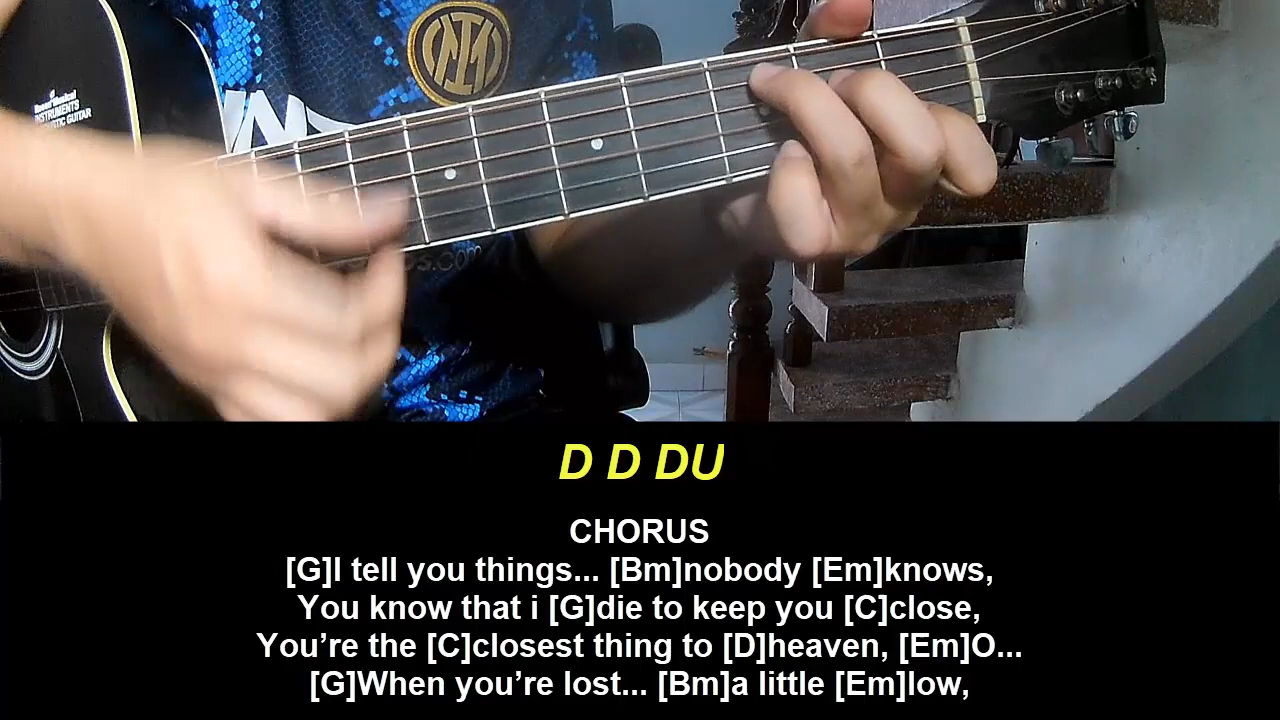 INSTRUMENTS
D D DU
CHORUS
[G]I tell you things... [Bm]nobody [Em]knows,
You know that i [G]die to keep you [C]close,
You’re the [C]closest thing to [D]heaven, [Em]O...
[G]When you’re lost... [Bm]a little [Em]low,